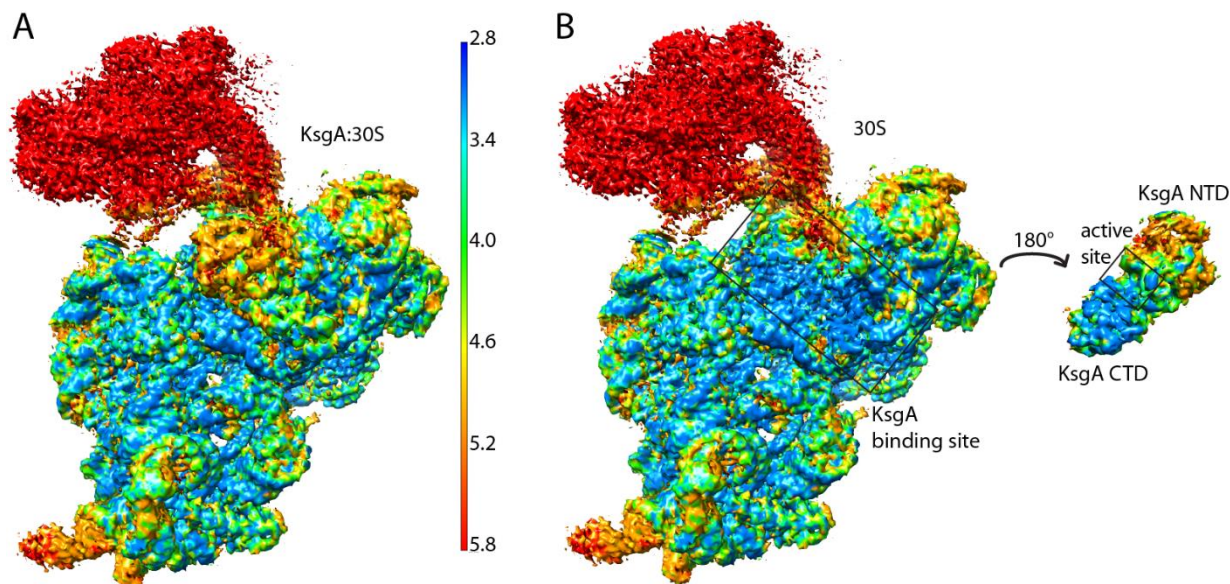 A
KsgA:30S
2.8
3.4
4.0
4.6
5.2
5.8
B
30S
KsgA
binding site
180°
KsgA NTD
active
site
KsgA CTD